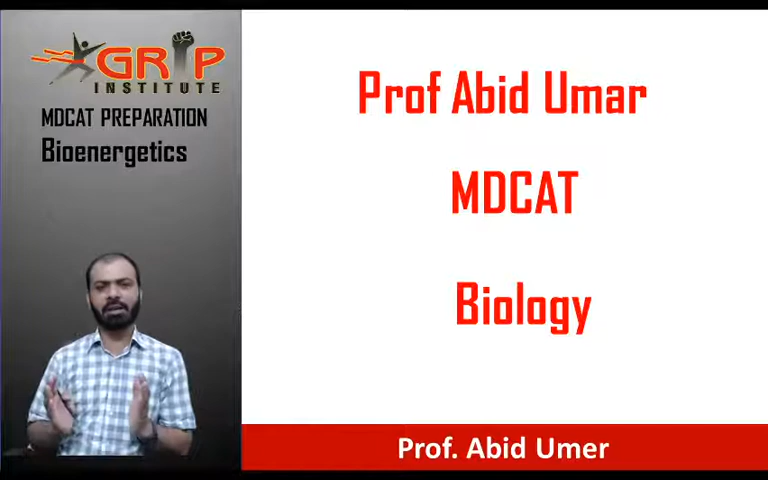 GRIP
INSTITUTE
MDCAT PREPARATION
Bioenergetics
Prof Abid Umar
MDCAT
Biology
Prof. Abid Umer